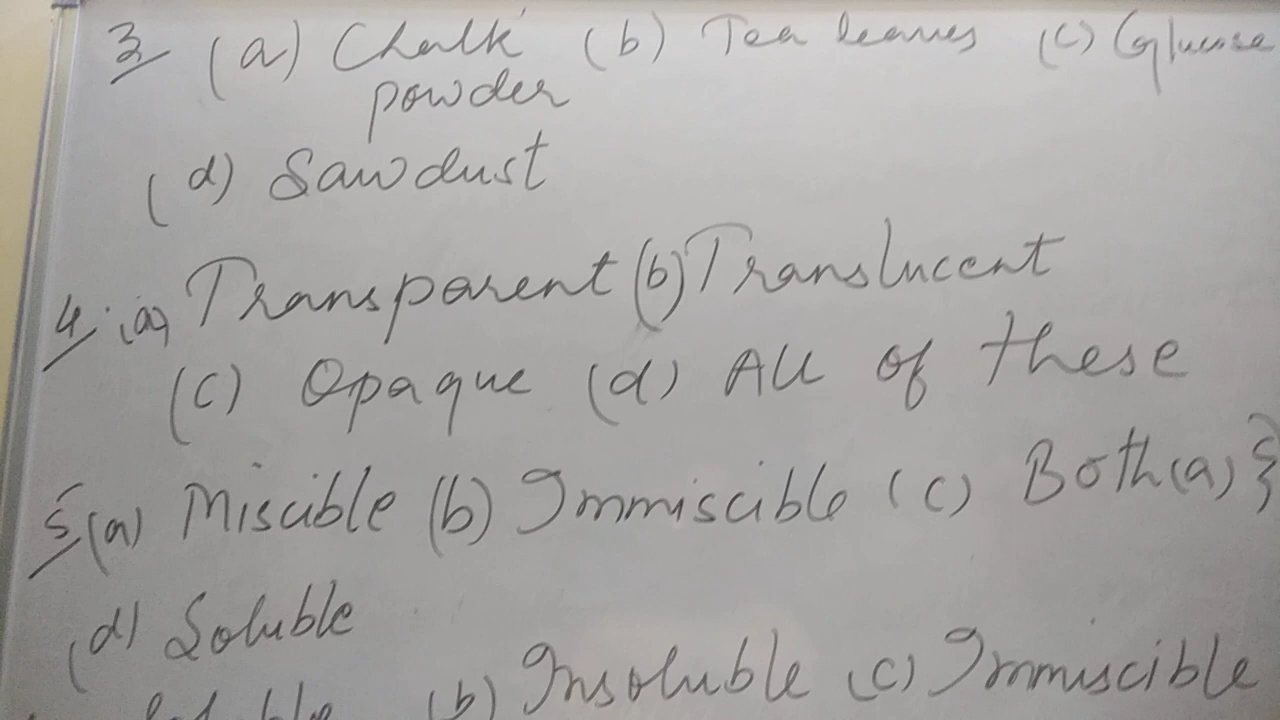 3 (a) Chalk (b) Tea leaves (c) Glucose
powder
(d) Sawdust
4. (a) Transparent (b) Translucent
(c) Opaque (d) All of these
5 (a) Miscible (b) Immiscible (c) Both (a) &
(d) Soluble
(b) Insoluble (c) Immiscible